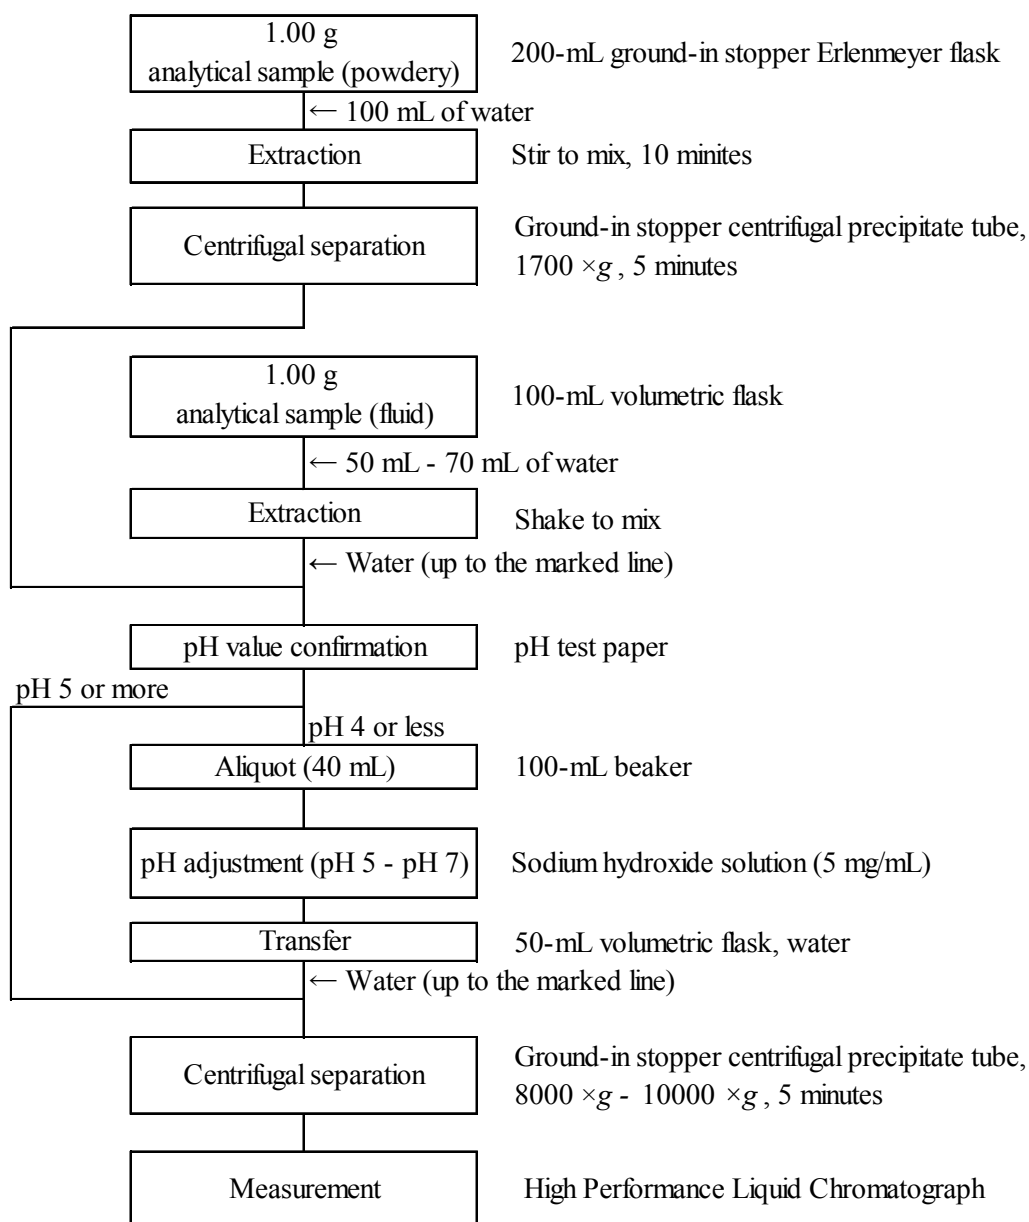 1.00 g
analytical sample (powdery)
200-mL ground-in stopper Erlenmeyer flask
← 100 mL of water
Extraction
Stir to mix, 10 minites
Centrifugal separation
Ground-in stopper centrifugal precipitate tube,
1700 ×g , 5 minutes
1.00 g
analytical sample (fluid)
100-mL volumetric flask
← 50 mL - 70 mL of water
Extraction
Shake to mix
← Water (up to the marked line)
pH value confirmation
pH test paper
pH 5 or more
pH 4 or less
Aliquot (40 mL)
100-mL beaker
pH adjustment (pH 5 - pH 7)
Sodium hydroxide solution (5 mg/mL)
Transfer
50-mL volumetric flask, water
← Water (up to the marked line)
Centrifugal separation
Ground-in stopper centrifugal precipitate tube,
8000 ×g - 10000 ×g , 5 minutes
Measurement
High Performance Liquid Chromatograph